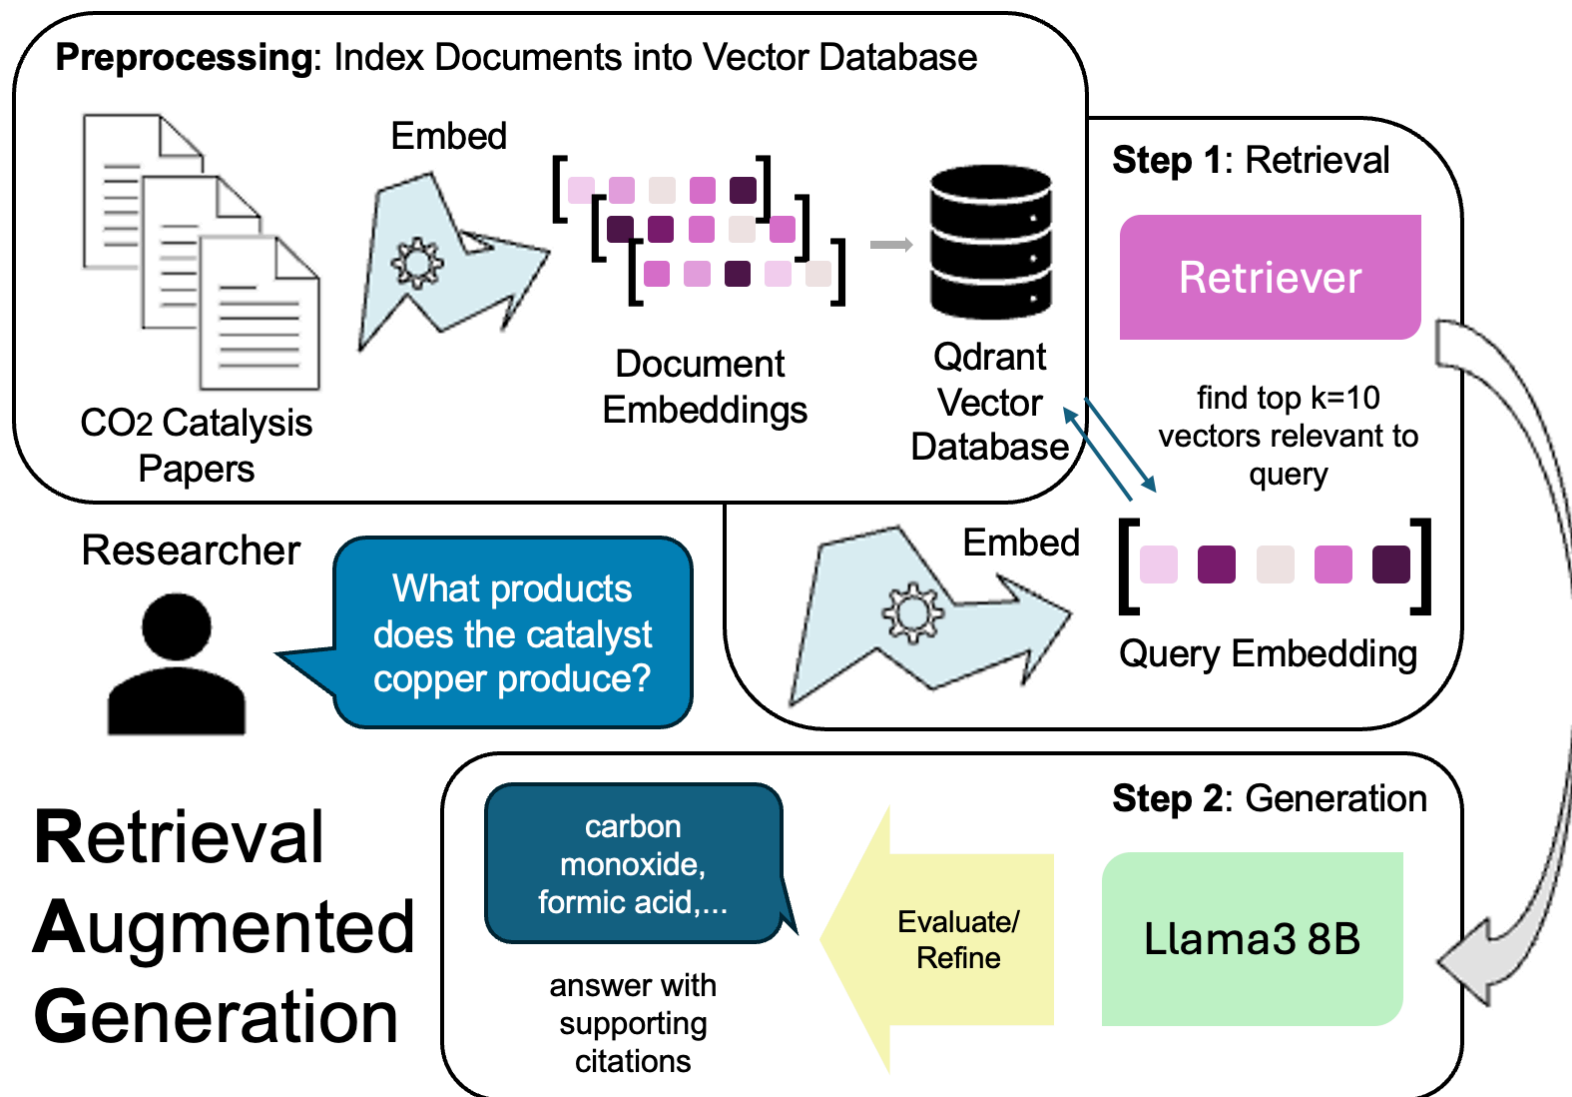 Preprocessing: Index Documents into Vector Database
Embed
CO2 Catalysis
Papers
Document
Embeddings
Qdrant
Vector
Database
Step 1: Retrieval
Retriever
find top k=10
vectors relevant to
query
Embed
Query Embedding
Researcher
What products
does the catalyst
copper produce?
Retrieval
Augmented
Generation
Step 2: Generation
Llama3 8B
Evaluate/
Refine
carbon
monoxide,
formic acid,...
answer with
supporting
citations